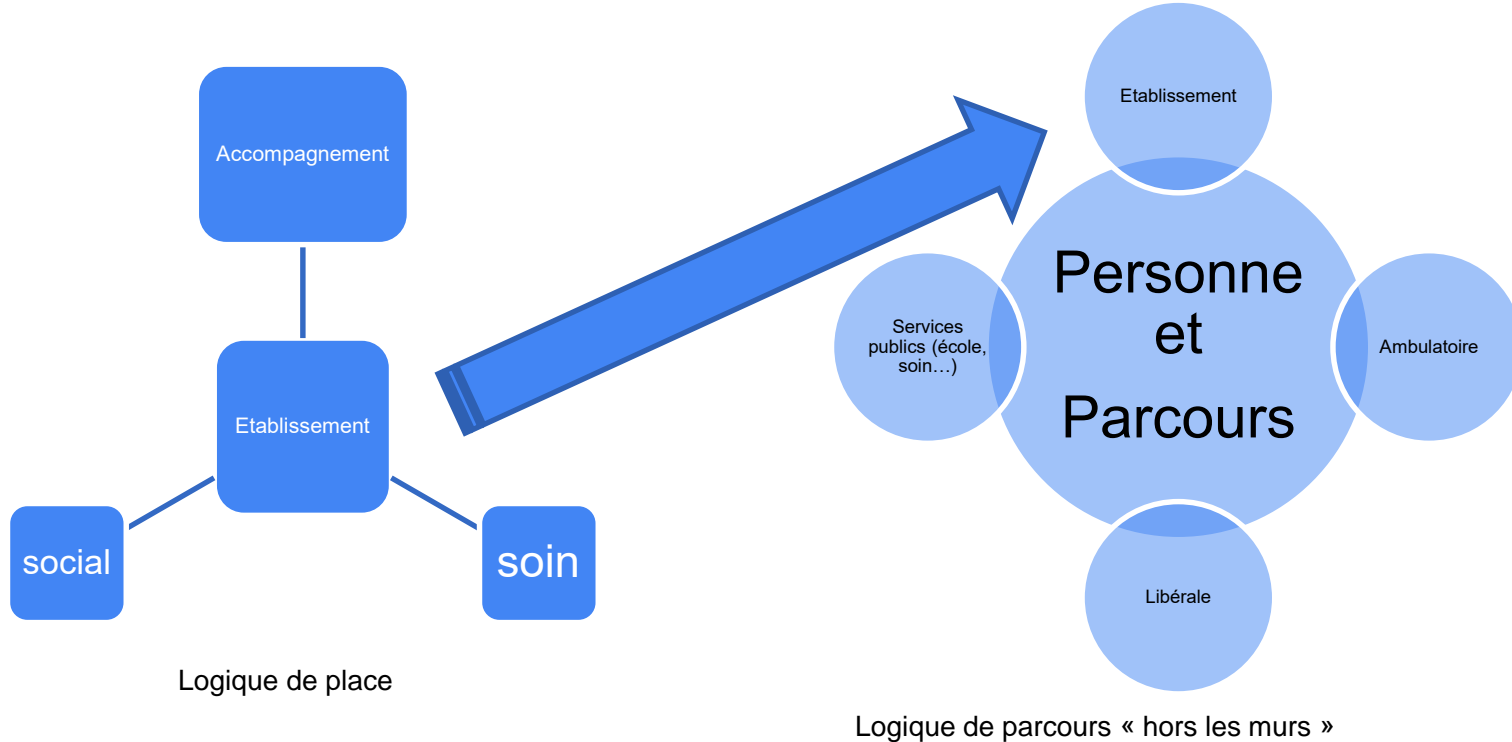 Accompagnement
Etablissement
social
soin
Logique de place
Etablissement
Personne
et
Parcours
Services
publics (école,
soin…)
Ambulatoire
Libérale
Logique de parcours « hors les murs »